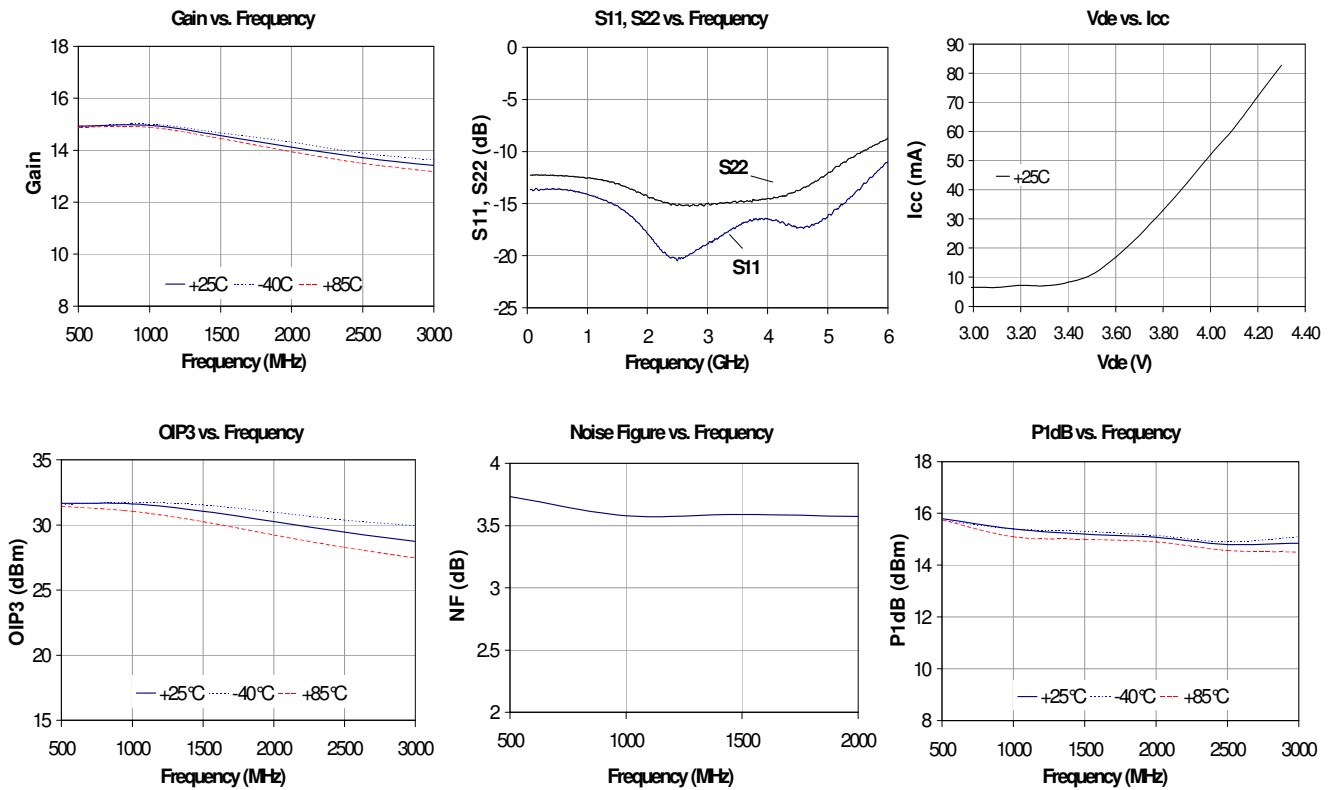 Gain vs. Frequency
18
16
14
12
10
8
Gain
+25C -40C +85C
500 1000 1500 2000 2500 3000
Frequency (MHz)
S11, S22 vs. Frequency
0
-5
-10
-15
-20
-25
S11, S22 (dB)
S22
S11
0 1 2 3 4 5 6
Frequency (GHz)
Vde vs. Icc
90
80
70
60
50
40
30
20
10
0
Icc (mA)
+25C
3.00 3.20 3.40 3.60 3.80 4.00 4.20 4.40
Vde (V)
OIP3 vs. Frequency
35
30
25
20
15
OIP3 (dBm)
+25°C -40°C +85°C
500 1000 1500 2000 2500 3000
Frequency (MHz)
Noise Figure vs. Frequency
4
3.5
3
2.5
2
NF (dB)
500 1000 1500 2000
Frequency (MHz)
P1dB vs. Frequency
18
16
14
12
10
8
P1dB (dBm)
+25°C -40°C +85°C
500 1000 1500 2000 2500 3000
Frequency (MHz)